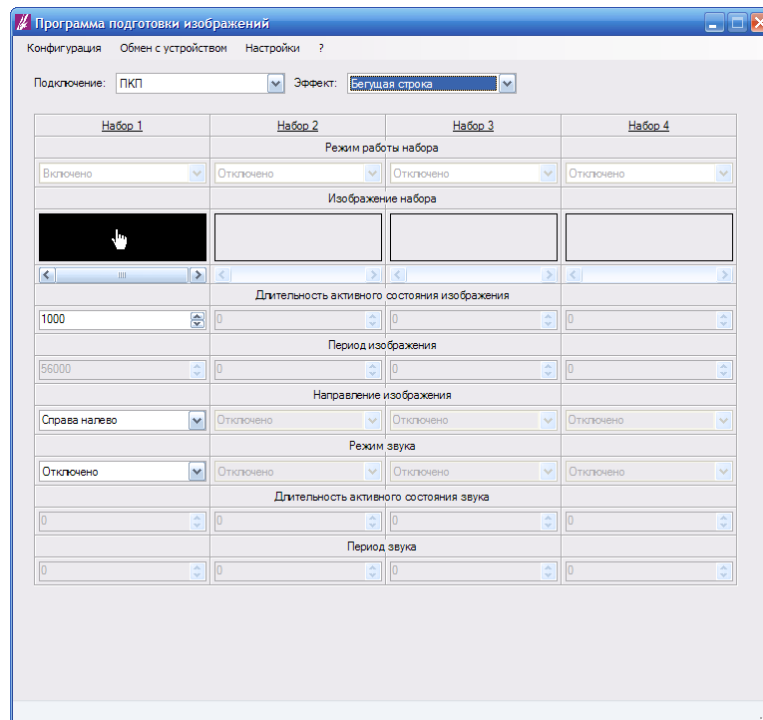 Программа подготовки изображений
Конфигурация Обмен с устройством Настройки ?
Подключение: ПКП Эффект: Бегущая строка
Набор 1 Набор 2 Набор 3 Набор 4
Режим работы набора
Включено Отключено Отключено Отключено
Изображение набора
Длительность активного состояния изображения
1000 0 0 0
Период изображения
56000 0 0 0
Направление изображения
Справа налево Отключено Отключено Отключено
Режим звука
Отключено Отключено Отключено Отключено
Длительность активного состояния звука
0 0 0 0
Период звука
0 0 0 0